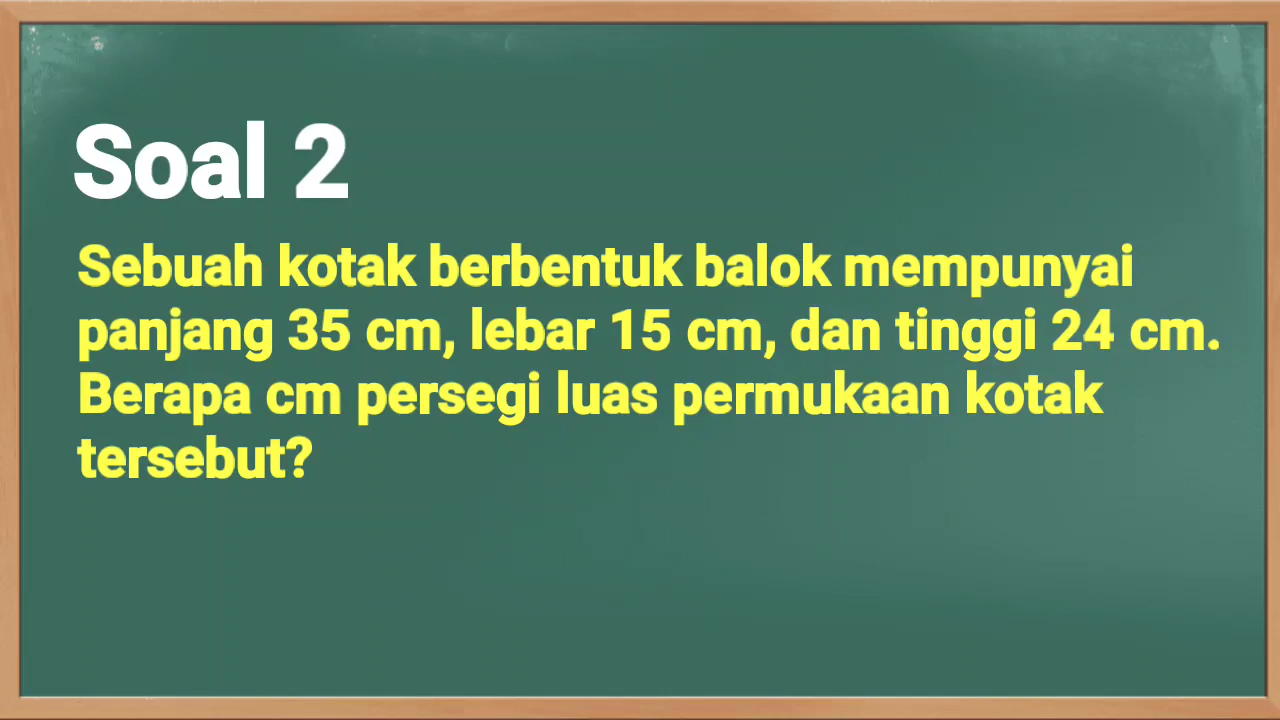 Soal 2
Sebuah kotak berbentuk balok mempunyai
panjang 35 cm, lebar 15 cm, dan tinggi 24 cm.
Berapa cm persegi luas permukaan kotak
tersebut?